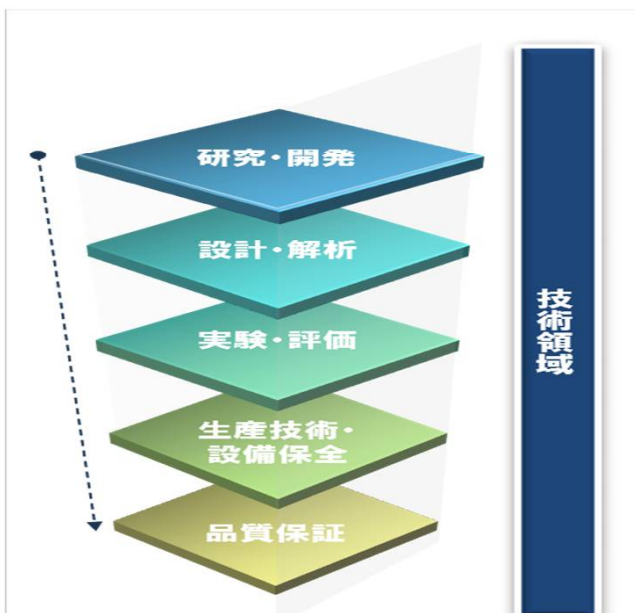 研究・開発
設計・解析
実験・評価
生産技術・
設備保全
品質保証
技術領域